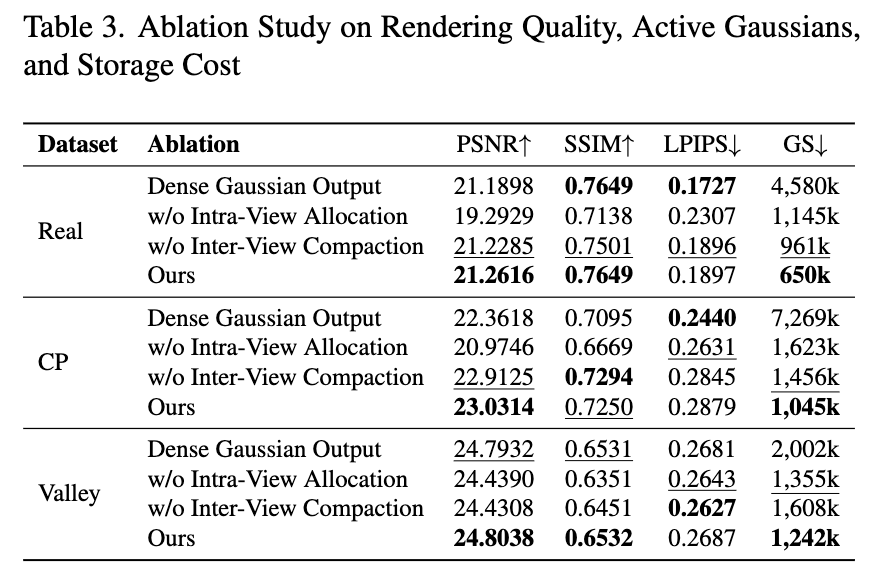 Table 3. Ablation Study on Rendering Quality, Active Gaussians,
and Storage Cost
Dataset Ablation PSNR↑ SSIM↑ LPIPS↓ GS↓
Real
Dense Gaussian Output 21.1898 0.7649 0.1727 4,580k
w/o Intra-View Allocation 19.2929 0.7138 0.2307 1,145k
w/o Inter-View Compaction 21.2285 0.7501 0.1896 961k
Ours 21.2616 0.7649 0.1897 650k
CP
Dense Gaussian Output 22.3618 0.7095 0.2440 7,269k
w/o Intra-View Allocation 20.9746 0.6669 0.2631 1,623k
w/o Inter-View Compaction 22.9125 0.7294 0.2845 1,456k
Ours 23.0314 0.7250 0.2879 1,045k
Valley
Dense Gaussian Output 24.7932 0.6531 0.2681 2,002k
w/o Intra-View Allocation 24.4390 0.6351 0.2643 1,355k
w/o Inter-View Compaction 24.4308 0.6451 0.2627 1,608k
Ours 24.8038 0.6532 0.2687 1,242k